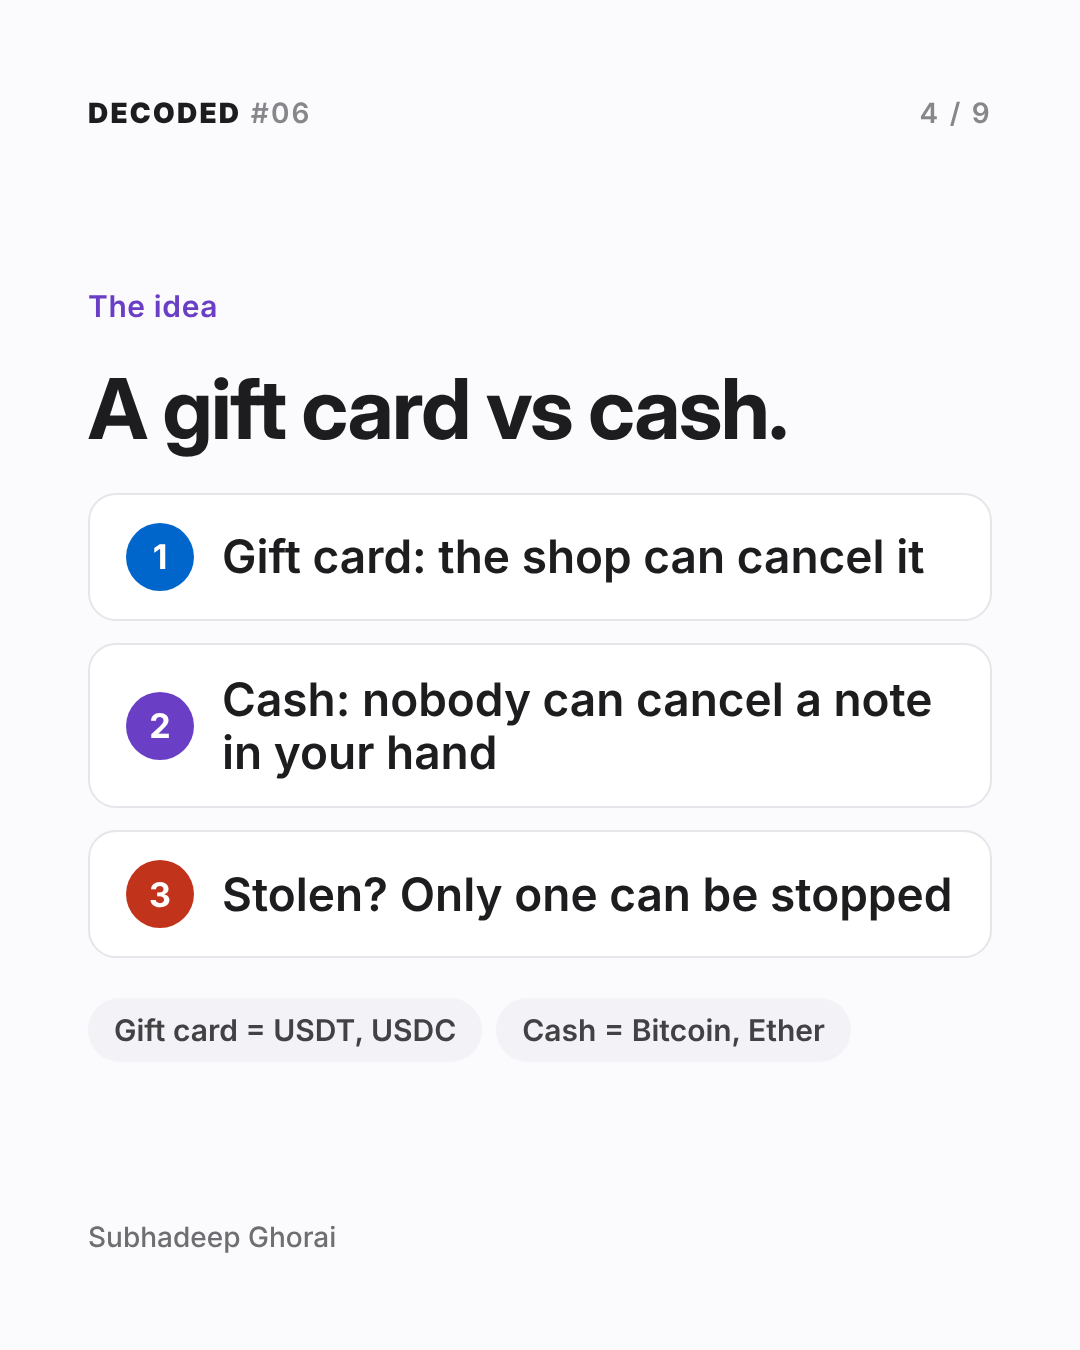 DECODED #06
4 / 9
The idea
A gift card vs cash.
1
Gift card: the shop can cancel it
2
Cash: nobody can cancel a note
in your hand
3
Stolen? Only one can be stopped
Gift card = USDT, USDC
Cash = Bitcoin, Ether
Subhadeep Ghorai